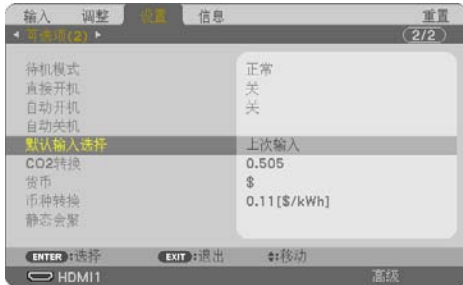 输入 调整 设置 信息 重置
可选项(2) 2/2
待机模式 正常
直接开机 关
自动开机 关
自动关机
默认输入选择 上次输入
CO2转换 0.505
货币 $
币种转换 0.11[$/kWh]
静态会聚
ENTER:选择 EXIT:退出 :移动
HDMI1 高级